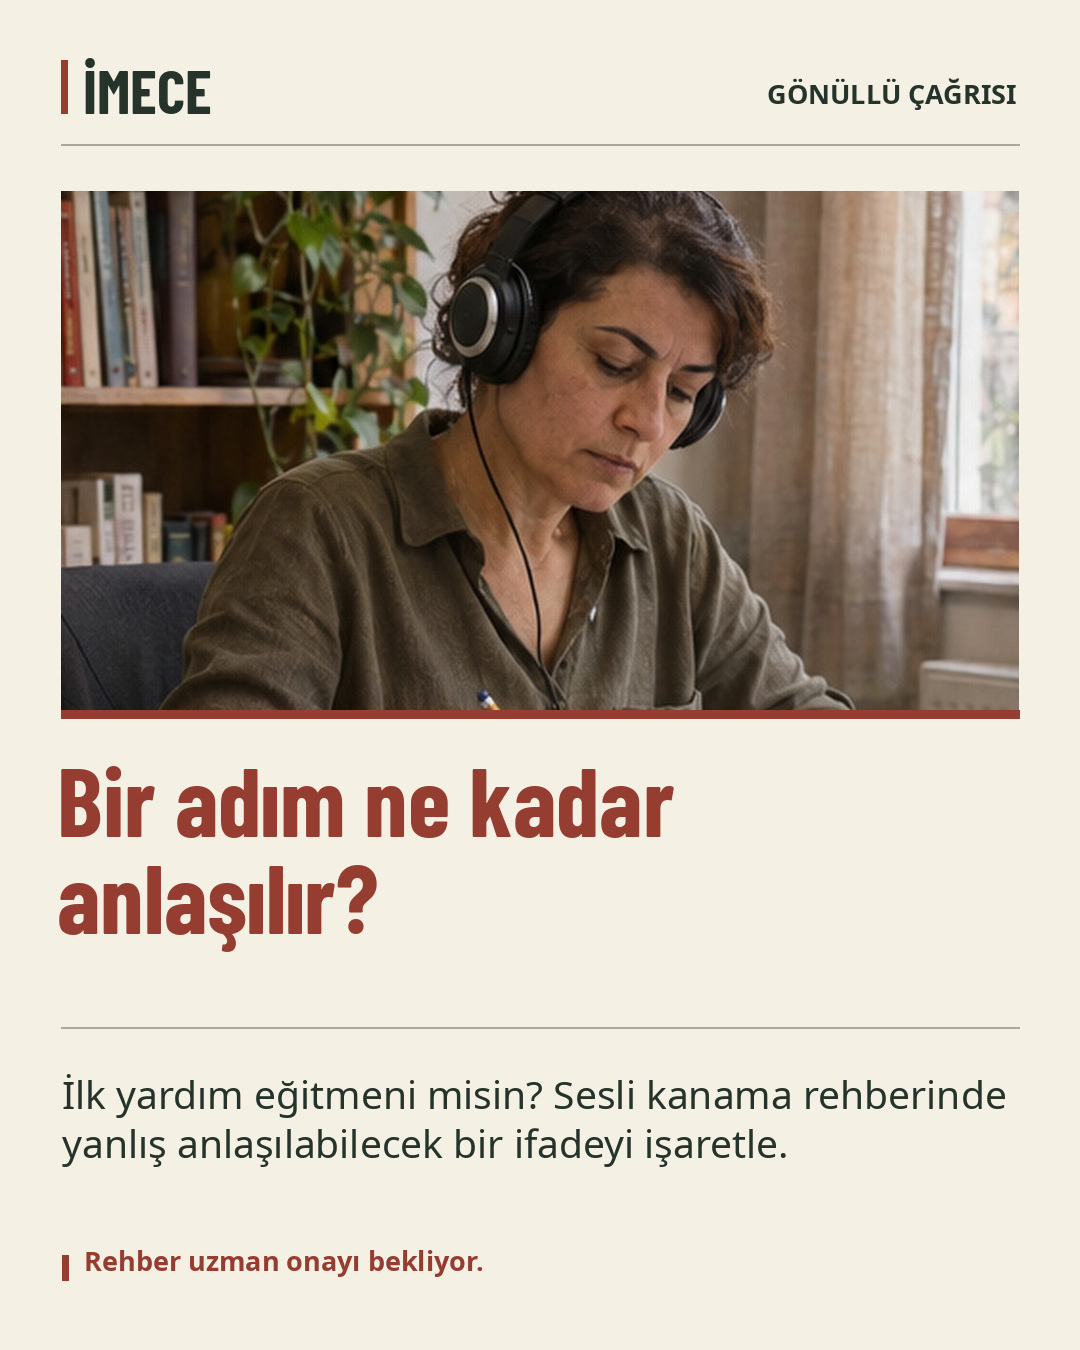 İMECE
GÖNÜLLÜ ÇAĞRISI
Bir adım ne kadar
anlaşılır?
İlk yardım eğitmeni misin? Sesli kanama rehberinde
yanlış anlaşılabilecek bir ifadeyi işaretle.
Rehber uzman onayı bekliyor.